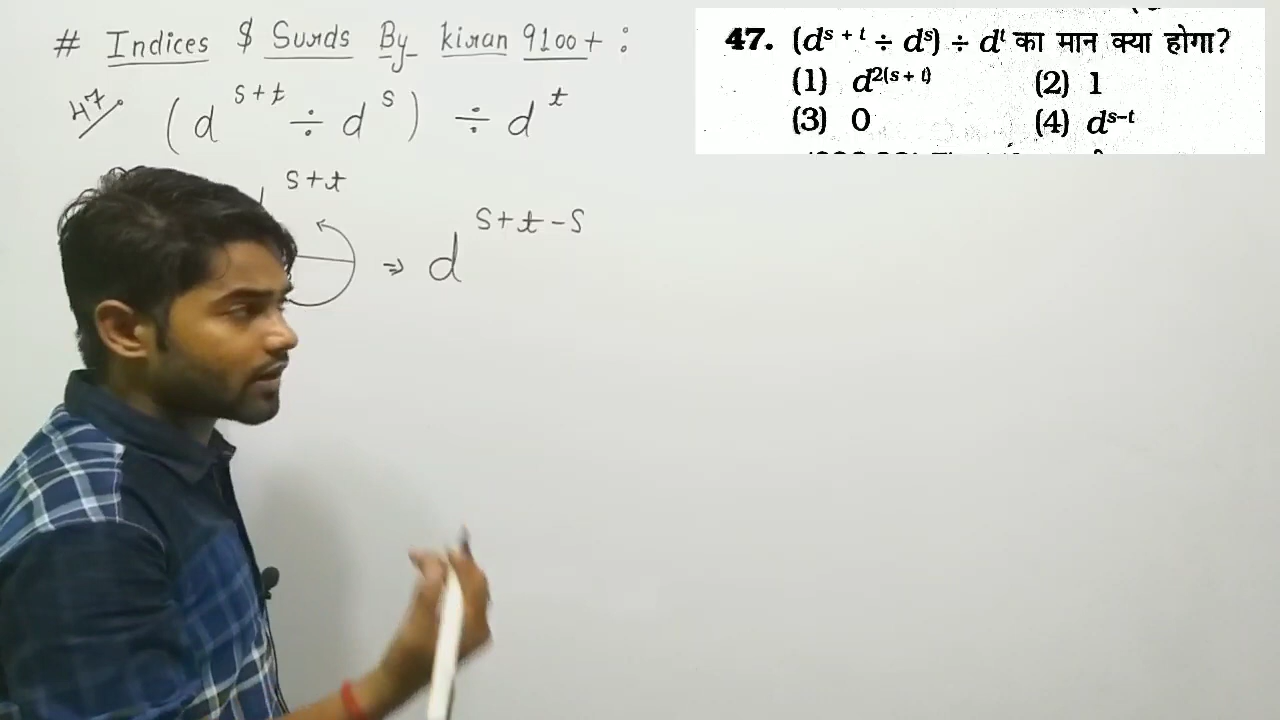 # Indices $ Surds By kiran 9100+ :
47. (d^{s+t} ÷ d^s) ÷ d^t
s+t
⇒ d^{s+t-s}
47. (d^{s+t} ÷ d^s) ÷ d^t का मान क्या होगा?
(1) d^{2(s+t)} (2) 1
(3) 0 (4) d^{s-t}